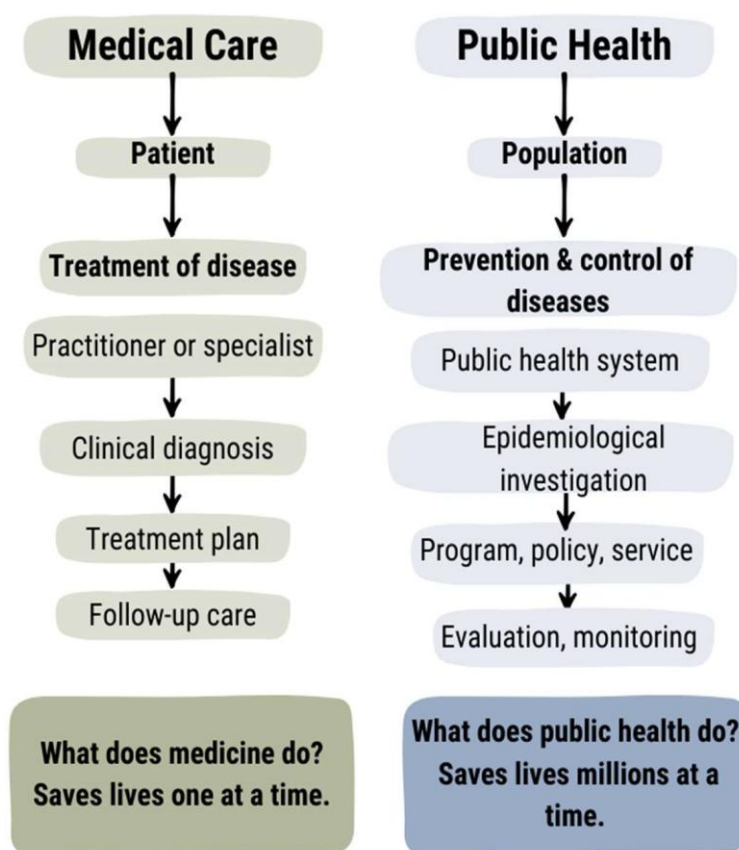 Medical Care
Patient
Treatment of disease
Practitioner or specialist
Clinical diagnosis
Treatment plan
Follow-up care
What does medicine do?
Saves lives one at a time.
Public Health
Population
Prevention & control of
diseases
Public health system
Epidemiological
investigation
Program, policy, service
Evaluation, monitoring
What does public health do?
Saves lives millions at a
time.